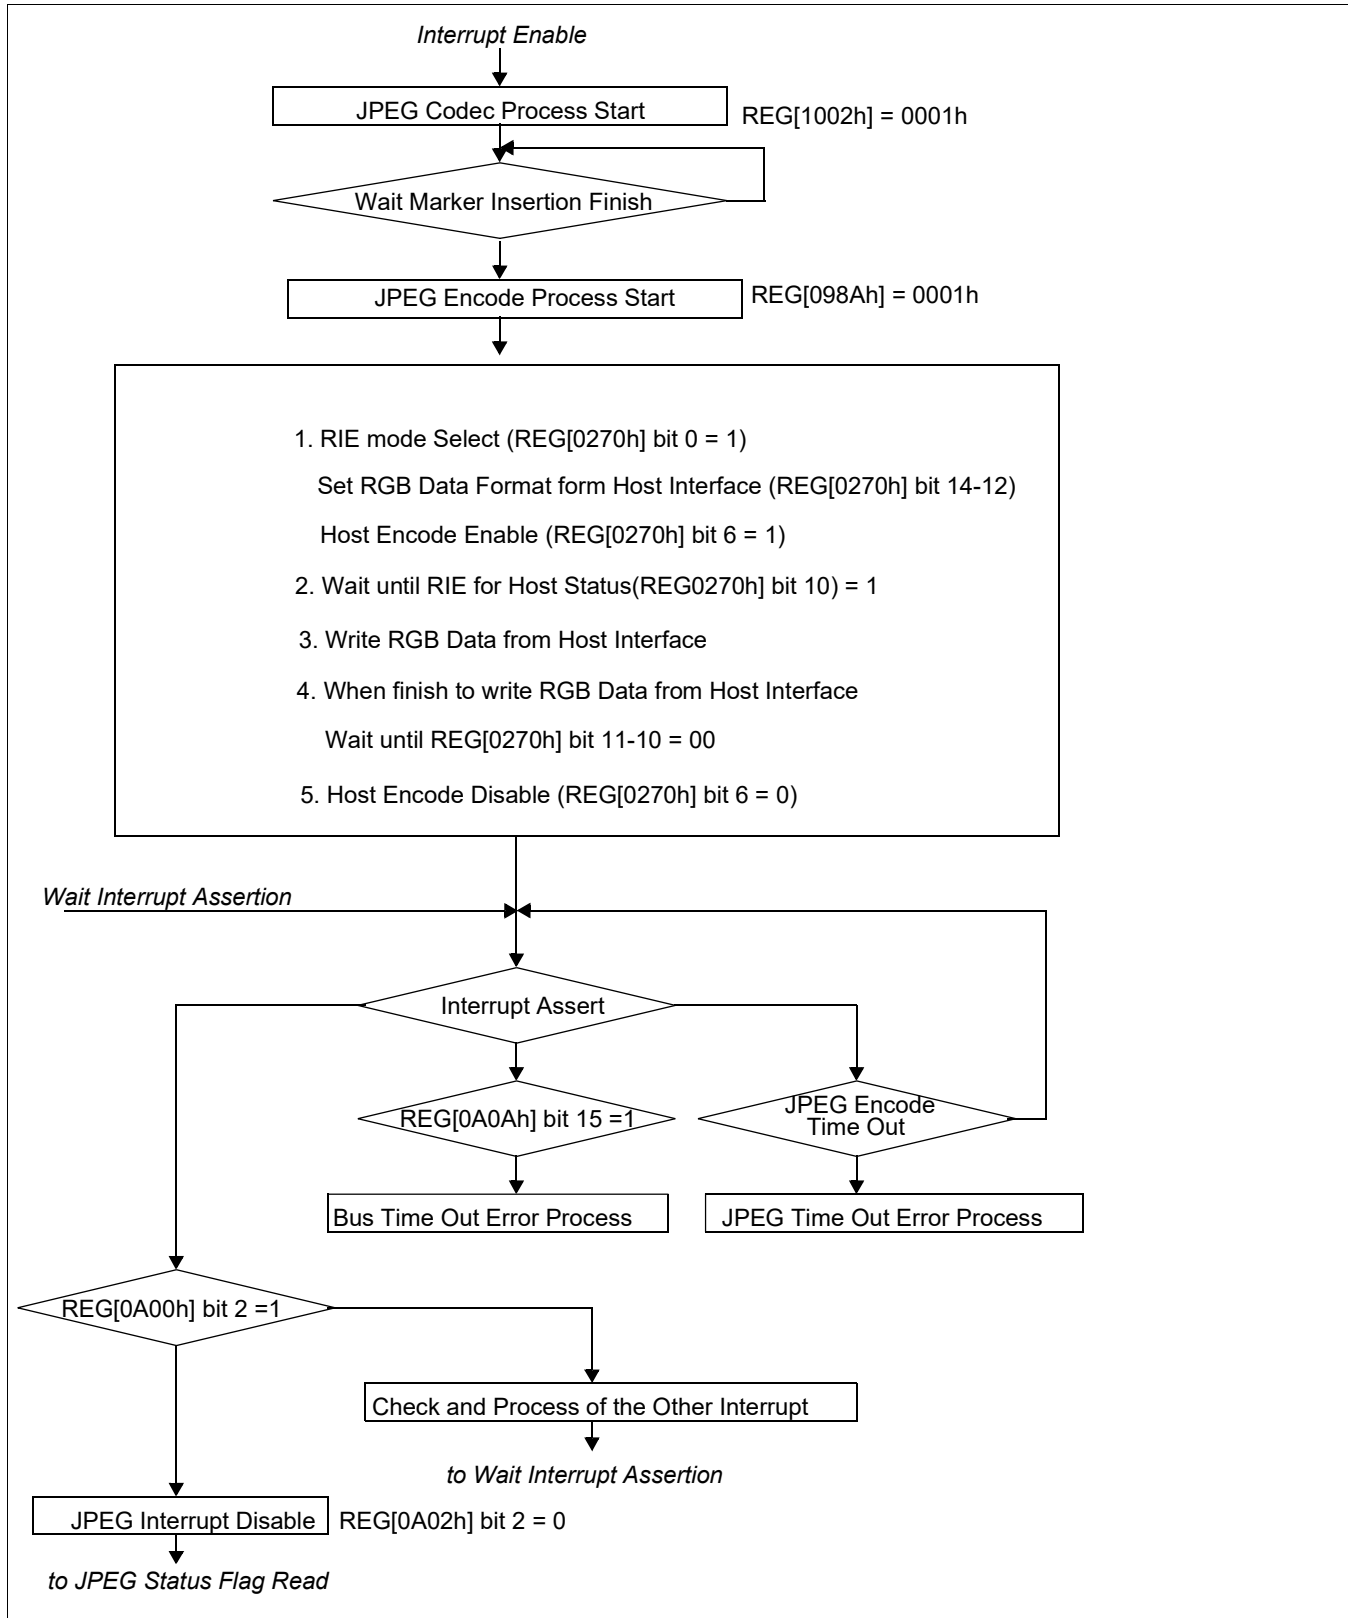 Interrupt Enable
JPEG Codec Process Start
REG[1002h] = 0001h
Wait Marker Insertion Finish
JPEG Encode Process Start
REG[098Ah] = 0001h
1. RIE mode Select (REG[0270h] bit 0 = 1)
Set RGB Data Format form Host Interface (REG[0270h] bit 14-12)
Host Encode Enable (REG[0270h] bit 6 = 1)
2. Wait until RIE for Host Status(REG0270h] bit 10) = 1
3. Write RGB Data from Host Interface
4. When finish to write RGB Data from Host Interface
Wait until REG[0270h] bit 11-10 = 00
5. Host Encode Disable (REG[0270h] bit 6 = 0)
Wait Interrupt Assertion
Interrupt Assert
REG[0A0Ah] bit 15 =1
JPEG Encode
Time Out
Bus Time Out Error Process
JPEG Time Out Error Process
REG[0A00h] bit 2 =1
Check and Process of the Other Interrupt
to Wait Interrupt Assertion
JPEG Interrupt Disable
REG[0A02h] bit 2 = 0
to JPEG Status Flag Read